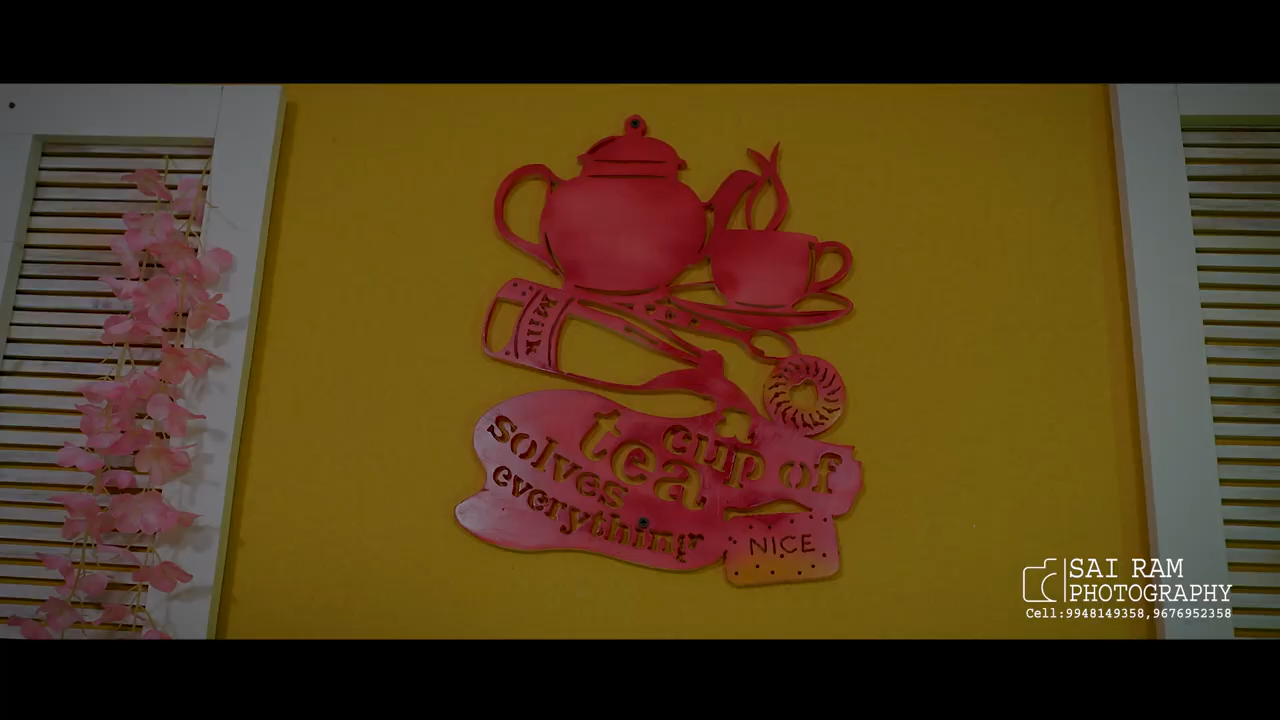 Milk
cup of
tea
solves
everything
NICE
SAI RAM
PHOTOGRAPHY
Cell:9948149358,9676952358